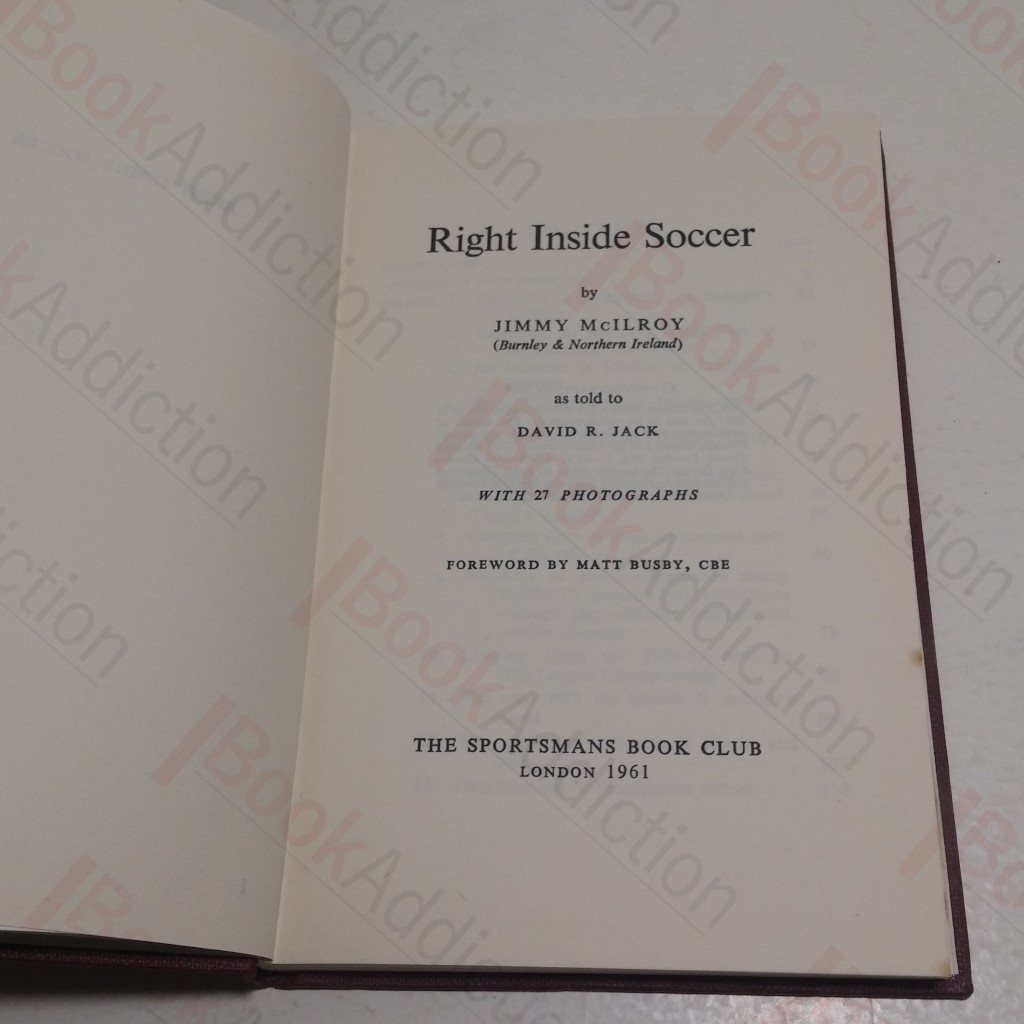 Right Inside Soccer
by
JIMMY McILROY
(Burnley & Northern Ireland)
as told to
DAVID R. JACK
WITH 27 PHOTOGRAPHS
FOREWORD BY MATT BUSBY, CBE
THE SPORTSMANS BOOK CLUB
LONDON 1961
BookAddiction